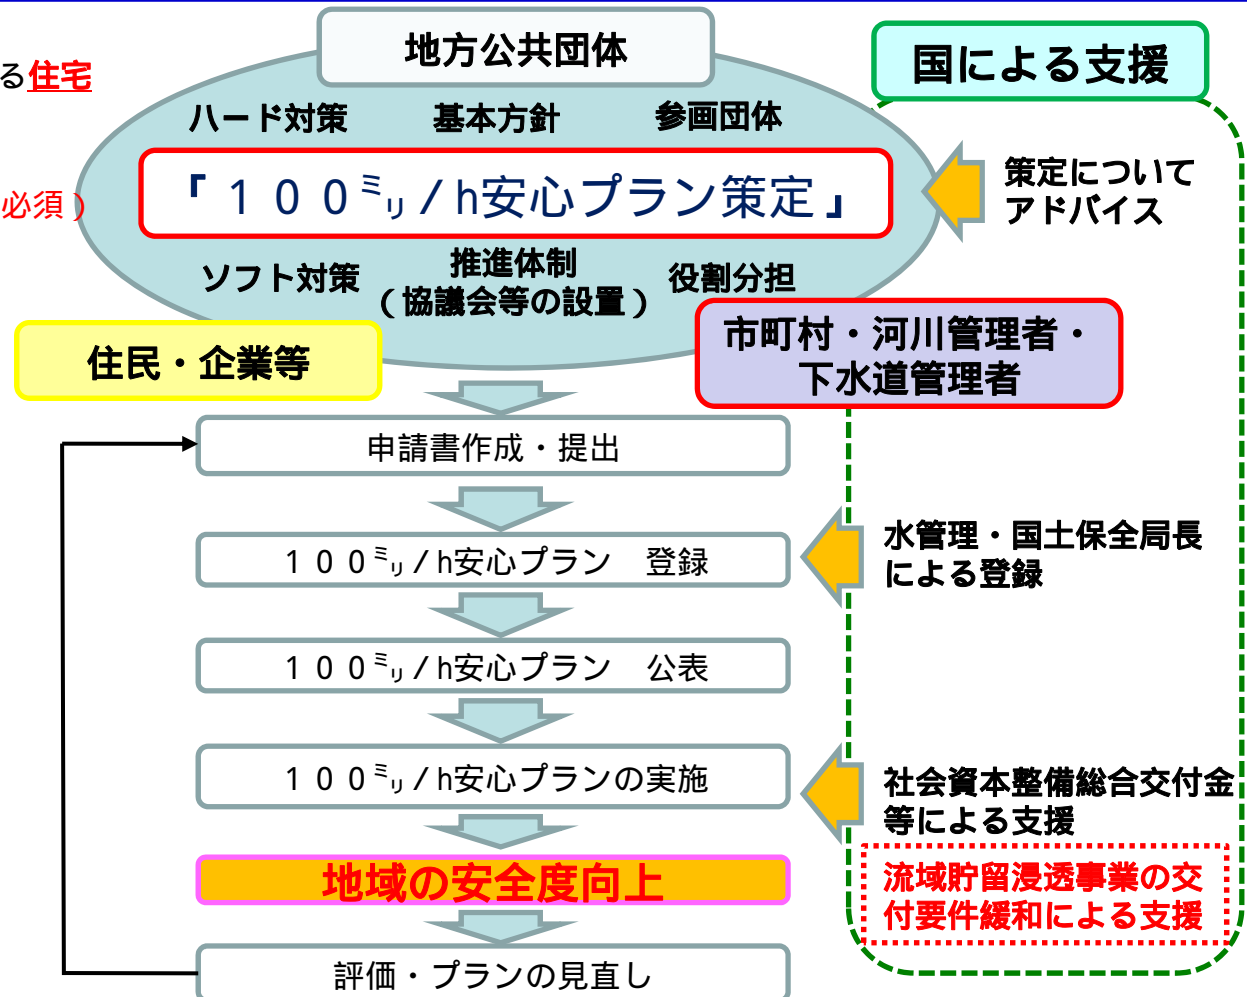 地方公共団体
国による支援
る住宅
ハード対策 基本方針 参画団体
必須）
『１００㍉/h安心プラン策定』
策定について
アドバイス
ソフト対策 推進体制 役割分担
（協議会等の設置）
住民・企業等
市町村・河川管理者・
下水道管理者
申請書作成・提出
１００㍉/h安心プラン　登録
水管理・国土保全局長
による登録
１００㍉/h安心プラン　公表
１００㍉/h安心プランの実施
社会資本整備総合交付金
等による支援
地域の安全度向上
流域貯留浸透事業の交
付要件緩和による支援
評価・プランの見直し